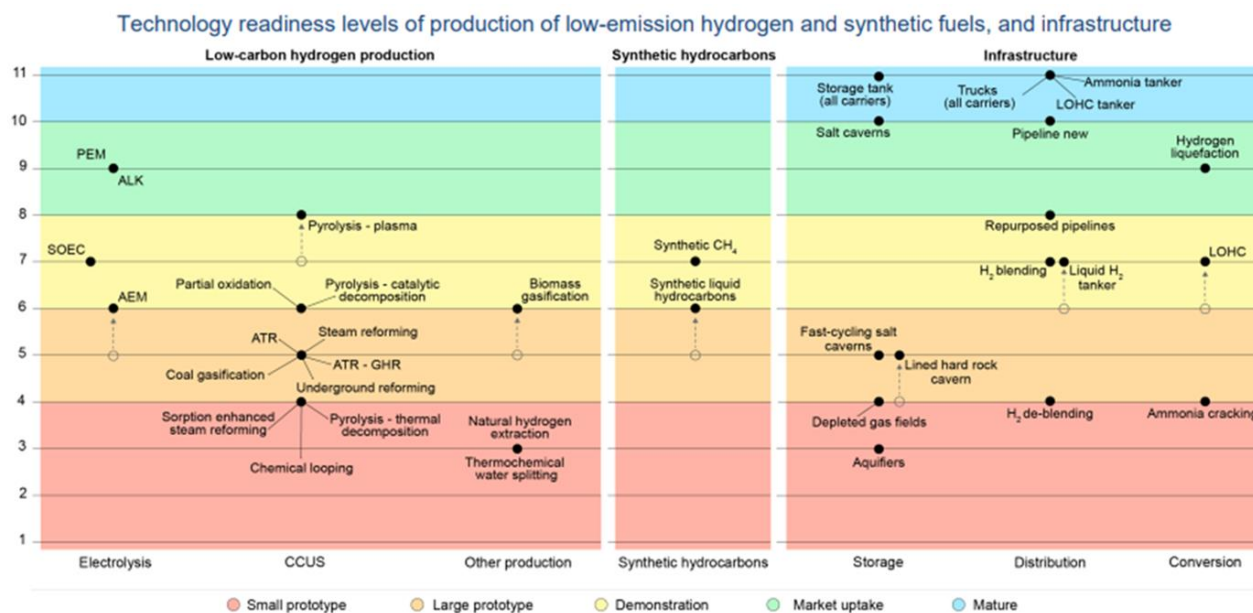 Technology readiness levels of production of low-emission hydrogen and synthetic fuels, and infrastructure
Low-carbon hydrogen production
Synthetic hydrocarbons
Infrastructure
11
10
9
8
7
6
5
4
3
2
1
PEM
ALK
SOEC
AEM
Pyrolysis - plasma
Partial oxidation
Pyrolysis - catalytic
decomposition
ATR
Steam reforming
Coal gasification
ATR - GHR
Underground reforming
Sorption enhanced
steam reforming
Pyrolysis - thermal
decomposition
Chemical looping
Biomass
gasification
Natural hydrogen
extraction
Thermochemical
water splitting
Synthetic CH4
Synthetic liquid
hydrocarbons
Storage tank
(all carriers)
Salt caverns
Fast-cycling salt
caverns
Lined hard rock
cavern
Depleted gas fields
Aquifiers
Trucks
(all carriers)
Ammonia tanker
LOHC tanker
Pipeline new
Repurposed pipelines
H2 blending
Liquid H2
tanker
H2 de-blending
Hydrogen
liquefaction
LOHC
Ammonia cracking
Electrolysis
CCUS
Other production
Synthetic hydrocarbons
Storage
Distribution
Conversion
Small prototype
Large prototype
Demonstration
Market uptake
Mature